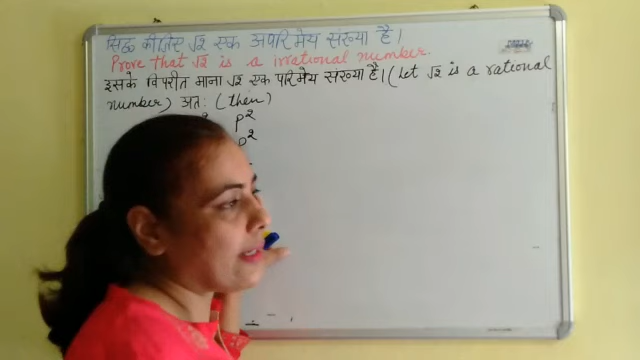 सिद्ध कीजिए √2 एक अपरिमेय संख्या है।
Prove that √2 is a irrational number.
इसके विपरीत माना √2 एक परिमेय संख्या है। (Let √2 is a rational
number) अतः (then)
p²